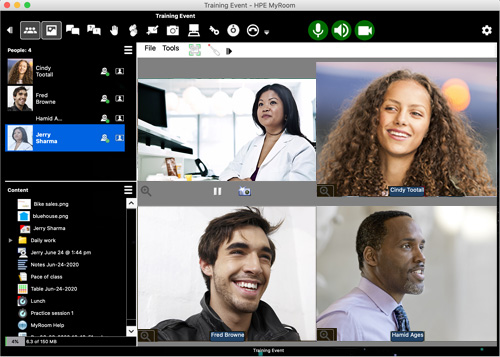 Training Event - HPE MyRoom
Training Event
People: 4
Cindy
Tootall
Fred
Browne
Hamid A...
Jerry
Sharma
Content
Bike sales.png
bluehouse.png
Jerry Sharma
Daily work
Jerry June 24 @ 1:44 pm
Notes Jun-24-2020
Pace of class
Table Jun-24-2020
Lunch
Practice session 1
MyRoom Help
4%
6.3 of 150 MB
File Tools
Cindy Tootall
Fred Browne
Hamid Ages
Training Event